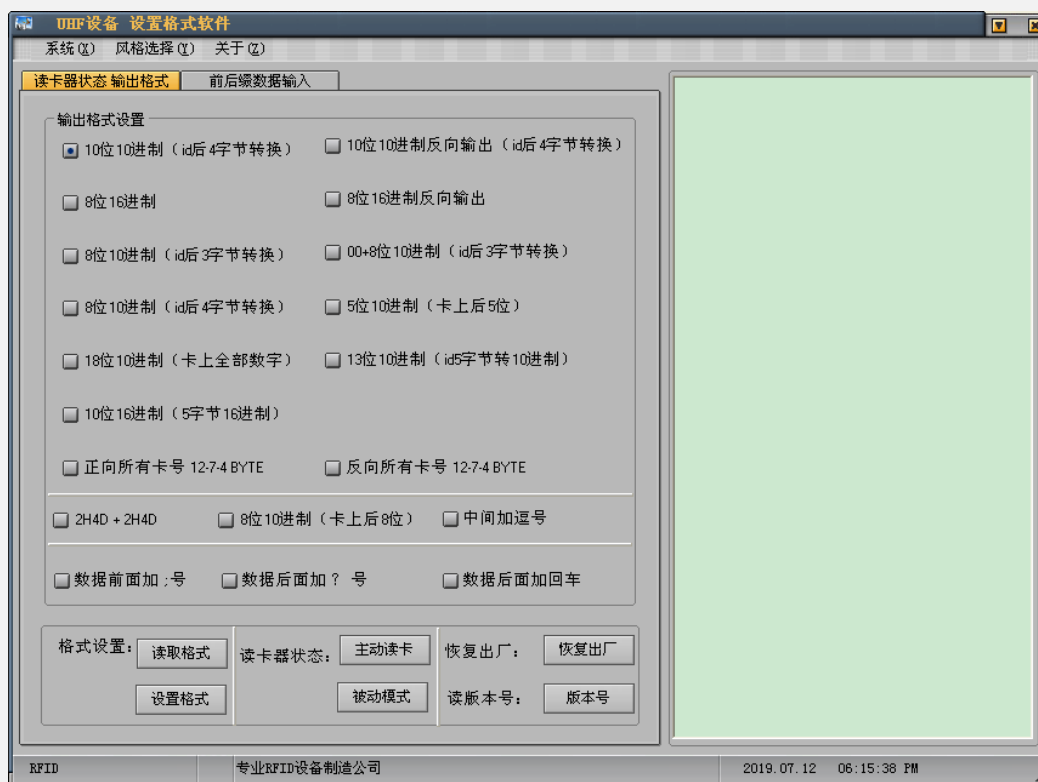 UHF设备 设置格式软件
系统(X) 风格选择(Y) 关于(Z)
读卡器状态 输出格式 前后缀数据输入
输出格式设置
10位10进制（id后4字节转换） 10位10进制反向输出（id后4字节转换）
8位16进制 8位16进制反向输出
8位10进制（id后3字节转换） 00+8位10进制（id后3字节转换）
8位10进制（id后4字节转换） 5位10进制（卡上后5位）
18位10进制（卡上全部数字） 13位10进制（id5字节转10进制）
10位16进制（5字节16进制）
正向所有卡号 12-7-4 BYTE 反向所有卡号 12-7-4 BYTE
2H4D + 2H4D 8位10进制（卡上后8位） 中间加逗号
数据前面加 ;号 数据后面加？ 号 数据后面加回车
格式设置： 读取格式 读卡器状态： 主动读卡 恢复出厂： 恢复出厂
设置格式 被动模式 读版本号： 版本号
RFID 专业RFID设备制造公司 2019.07.12 06:15:38 PM